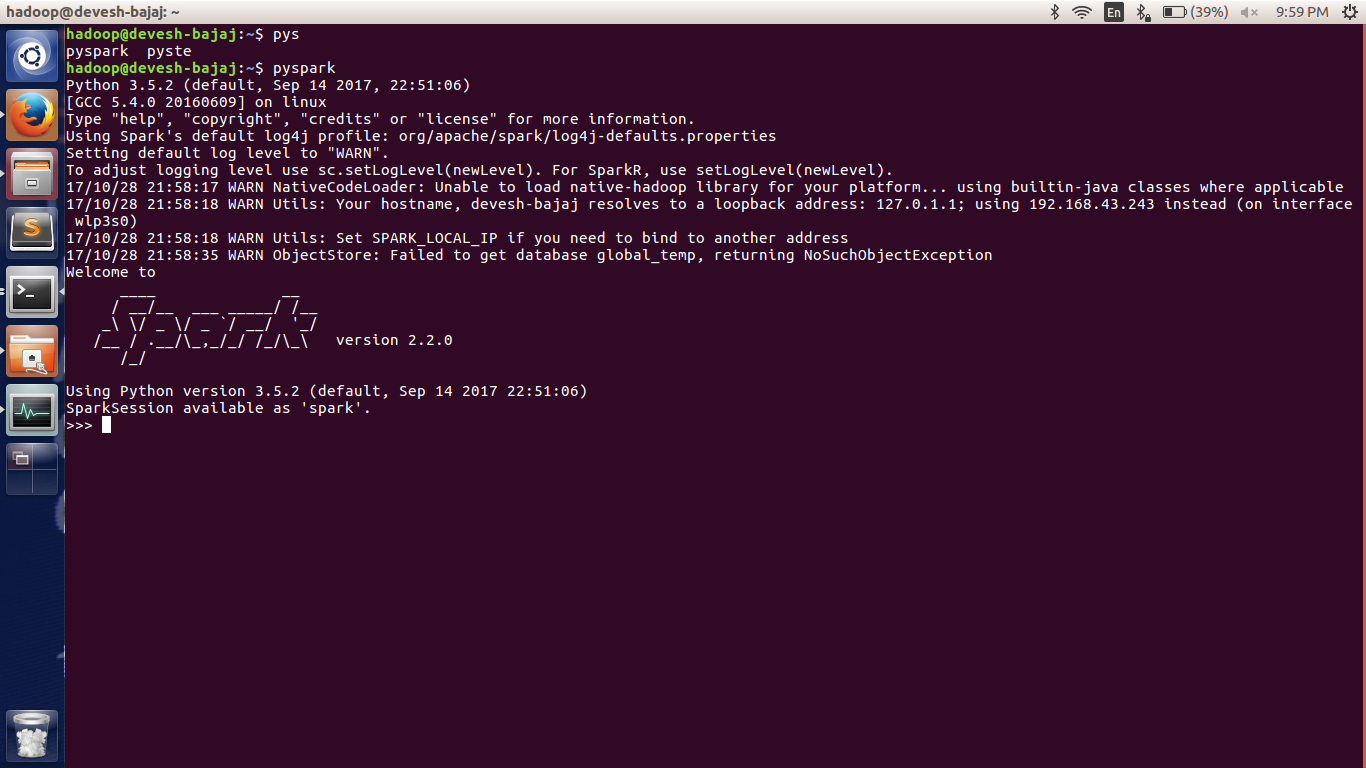 hadoop@devesh-bajaj: ~
En
(39%)
9:59 PM
hadoop@devesh-bajaj:~$ pys
pyspark  pyste
hadoop@devesh-bajaj:~$ pyspark
Python 3.5.2 (default, Sep 14 2017, 22:51:06)
[GCC 5.4.0 20160609] on linux
Type "help", "copyright", "credits" or "license" for more information.
Using Spark's default log4j profile: org/apache/spark/log4j-defaults.properties
Setting default log level to "WARN".
To adjust logging level use sc.setLogLevel(newLevel). For SparkR, use setLogLevel(newLevel).
17/10/28 21:58:17 WARN NativeCodeLoader: Unable to load native-hadoop library for your platform... using builtin-java classes where applicable
17/10/28 21:58:18 WARN Utils: Your hostname, devesh-bajaj resolves to a loopback address: 127.0.1.1; using 192.168.43.243 instead (on interface
 wlp3s0)
17/10/28 21:58:18 WARN Utils: Set SPARK_LOCAL_IP if you need to bind to another address
17/10/28 21:58:35 WARN ObjectStore: Failed to get database global_temp, returning NoSuchObjectException
Welcome to
      ____              __
     / __/__  ___ _____/ /__
    _\ \/ _ \/ _ `/ __/  '_/
   /__ / .__/\_,_/_/ /_/\_\   version 2.2.0
      /_/
Using Python version 3.5.2 (default, Sep 14 2017 22:51:06)
SparkSession available as 'spark'.
>>>